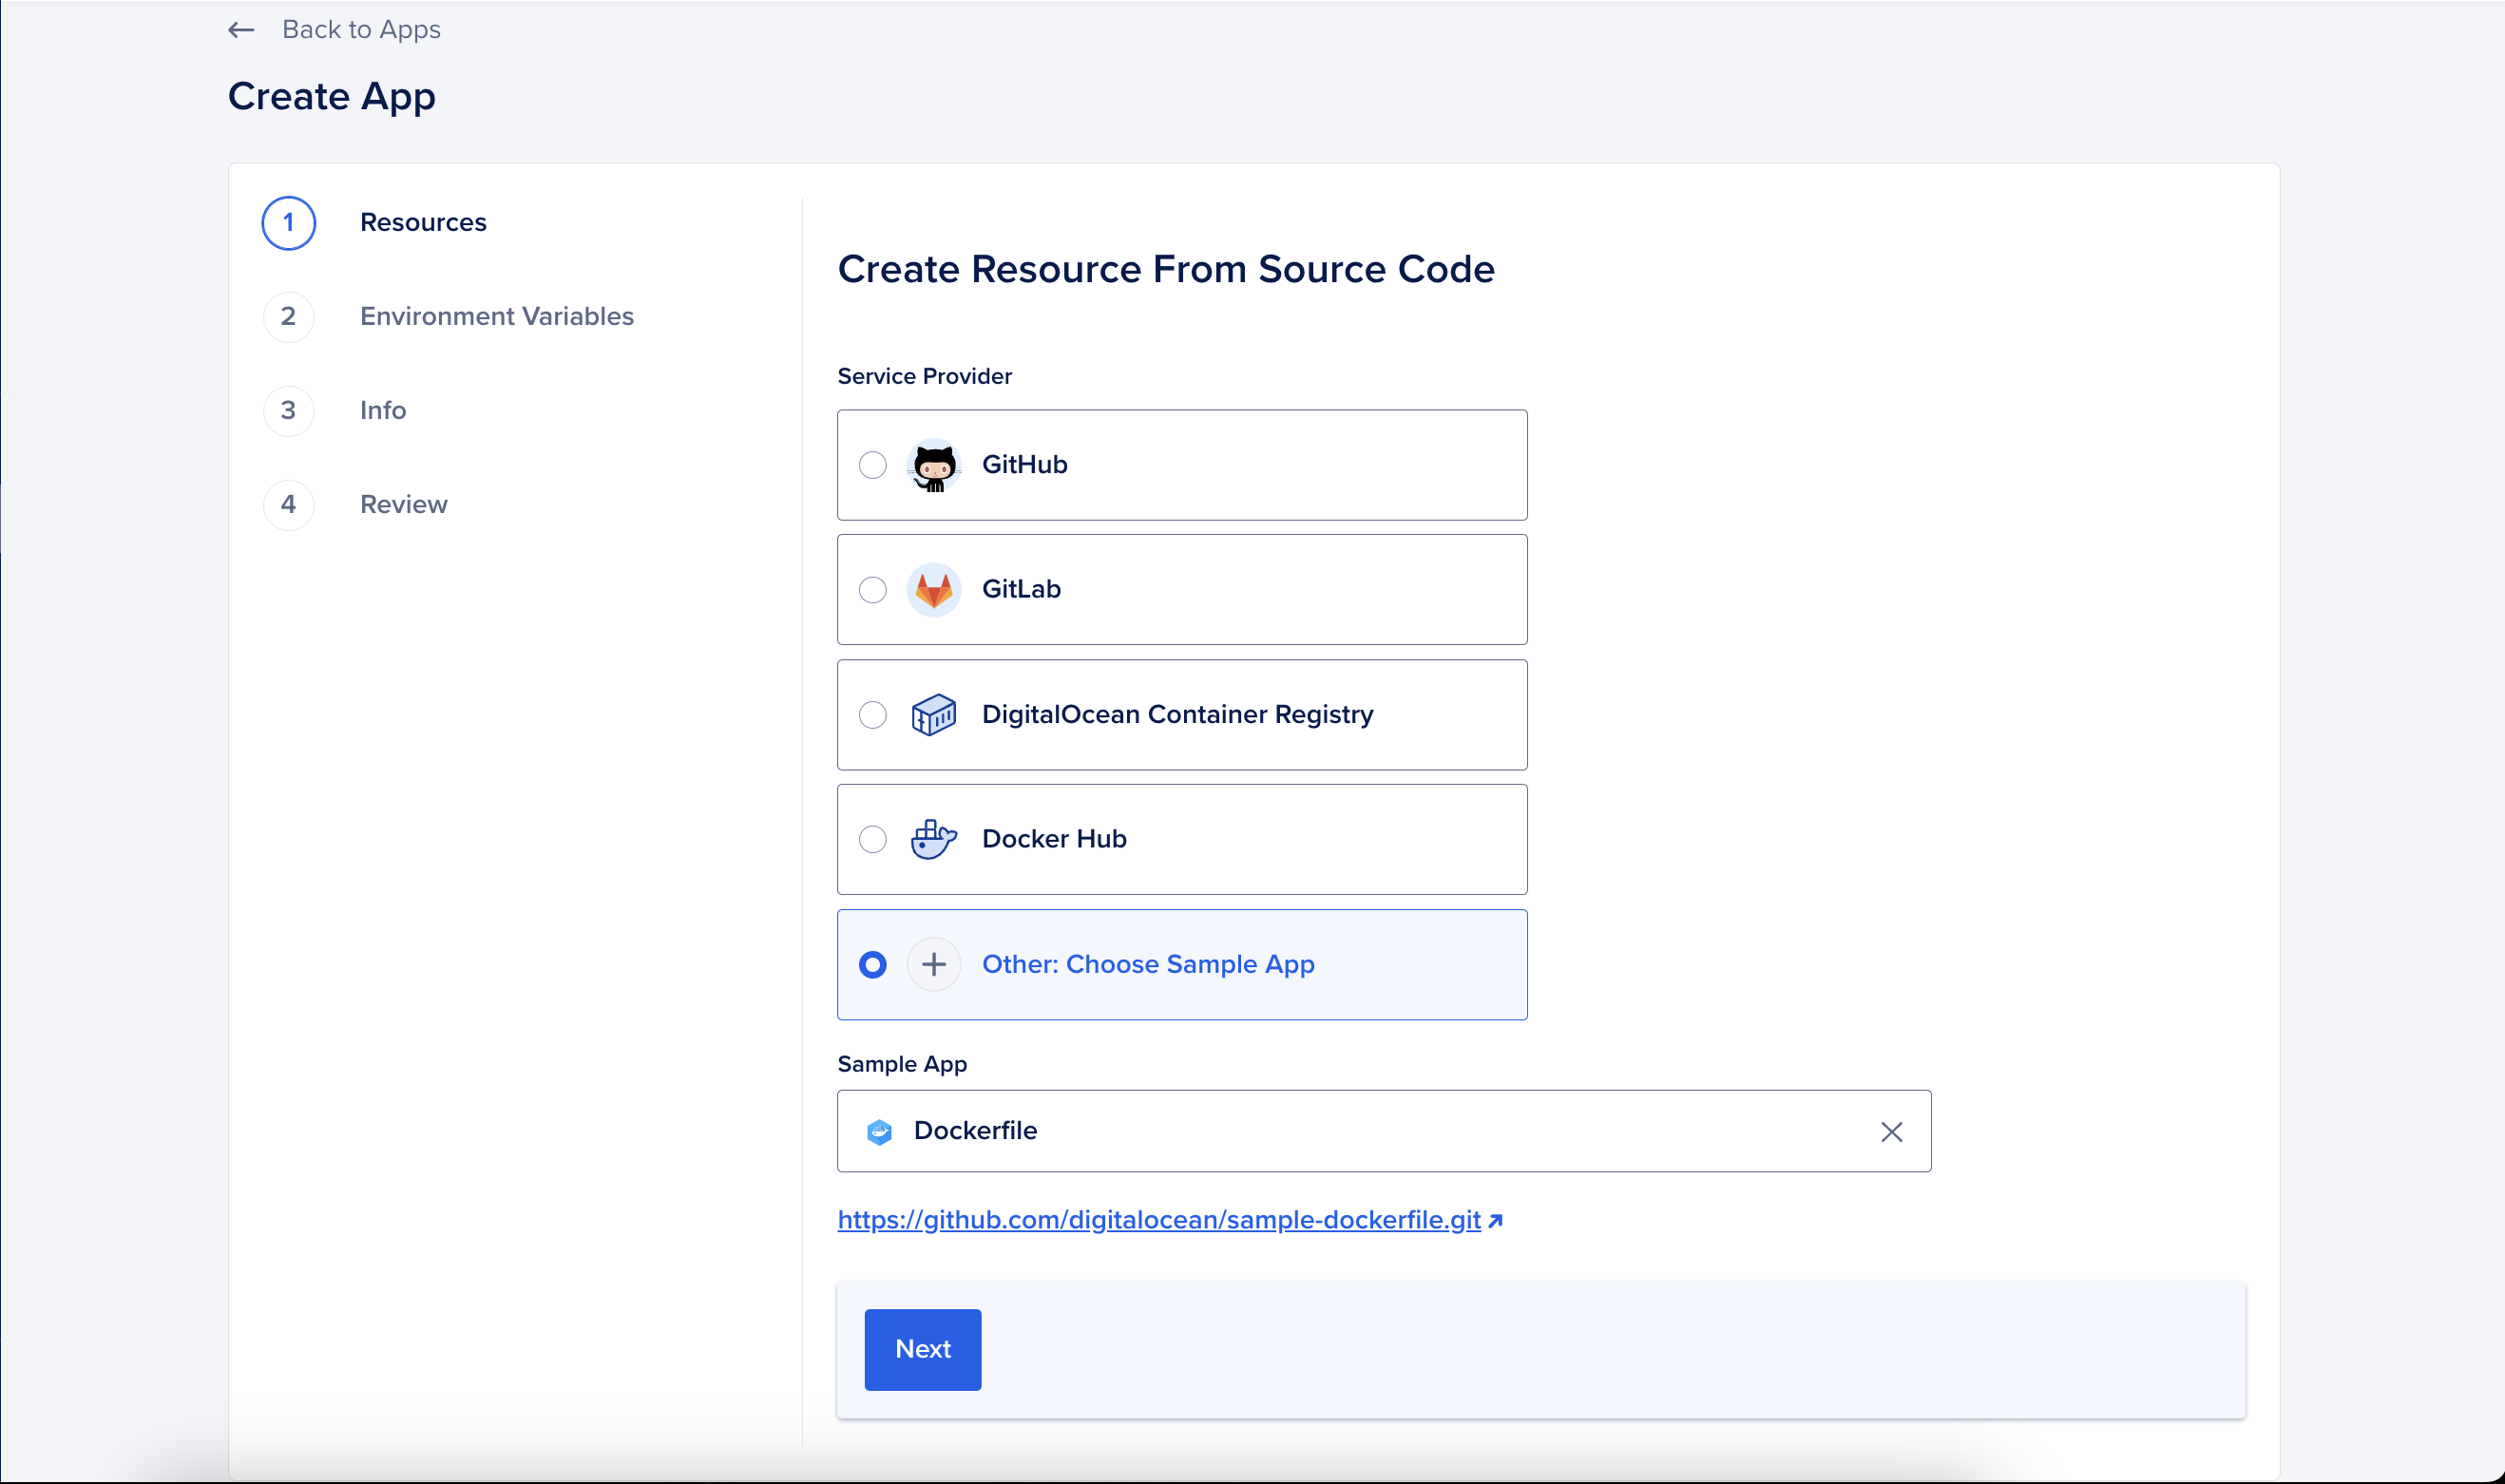 Back to Apps
Create App
1 Resources
2 Environment Variables
3 Info
4 Review
Create Resource From Source Code
Service Provider
GitHub
GitLab
DigitalOcean Container Registry
Docker Hub
Other: Choose Sample App
Sample App
Dockerfile
https://github.com/digitalocean/sample-dockerfile.git
Next